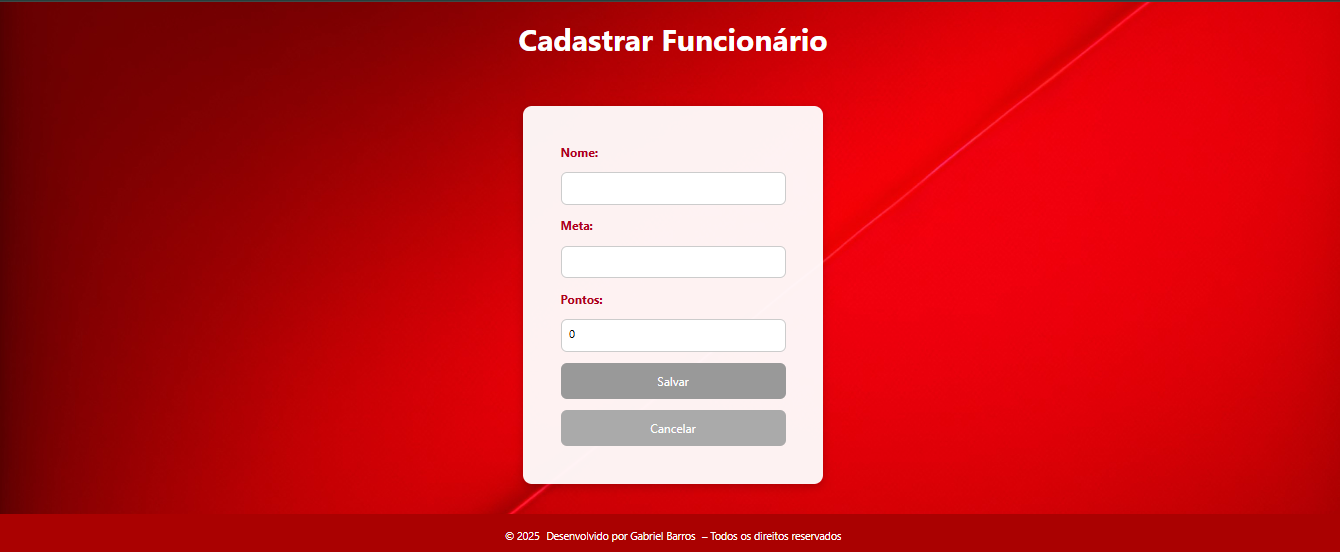 Cadastrar Funcionário
Nome:
Meta:
Pontos:
0
Salvar
Cancelar
© 2025 Desenvolvido por Gabriel Barros – Todos os direitos reservados